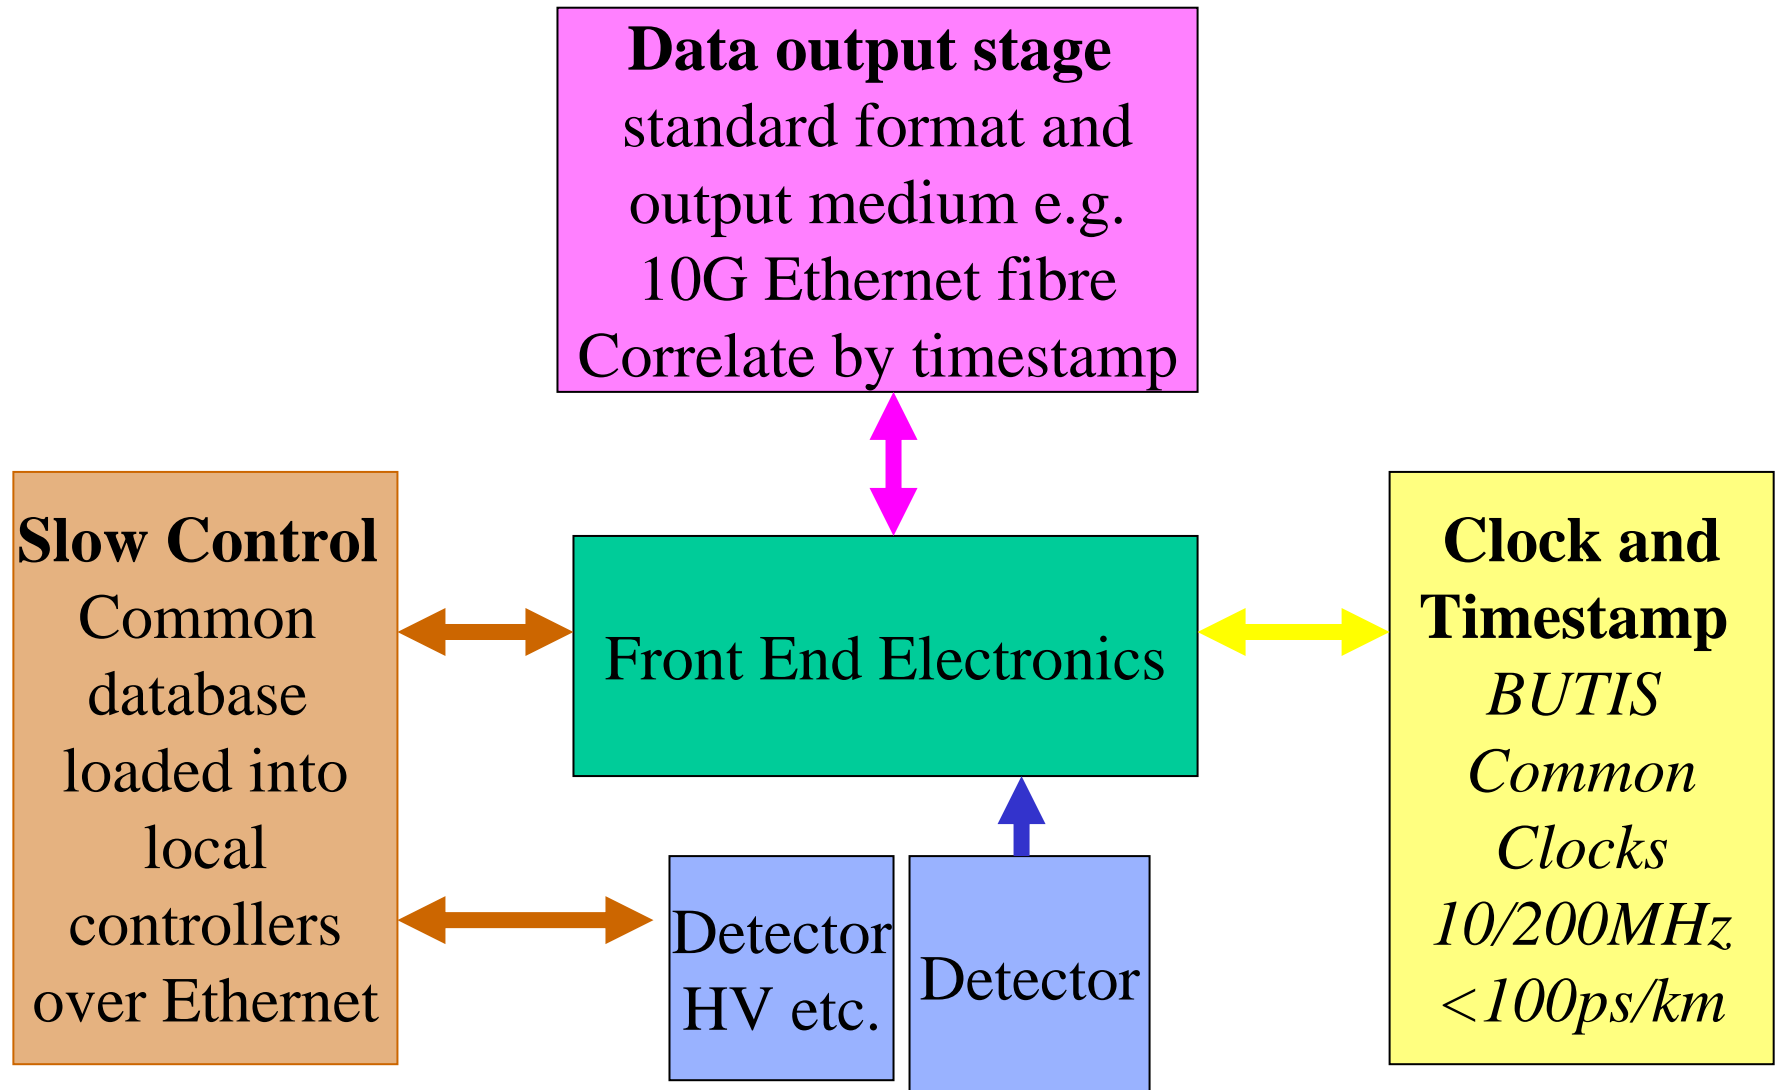 Data output stage
standard format and
output medium e.g.
10G Ethernet fibre
Correlate by timestamp
Slow Control
Common
database
loaded into
local
controllers
over Ethernet
Front End Electronics
Clock and
Timestamp
BUTIS
Common
Clocks
10/200MHz
<100ps/km
Detector
HV etc.
Detector